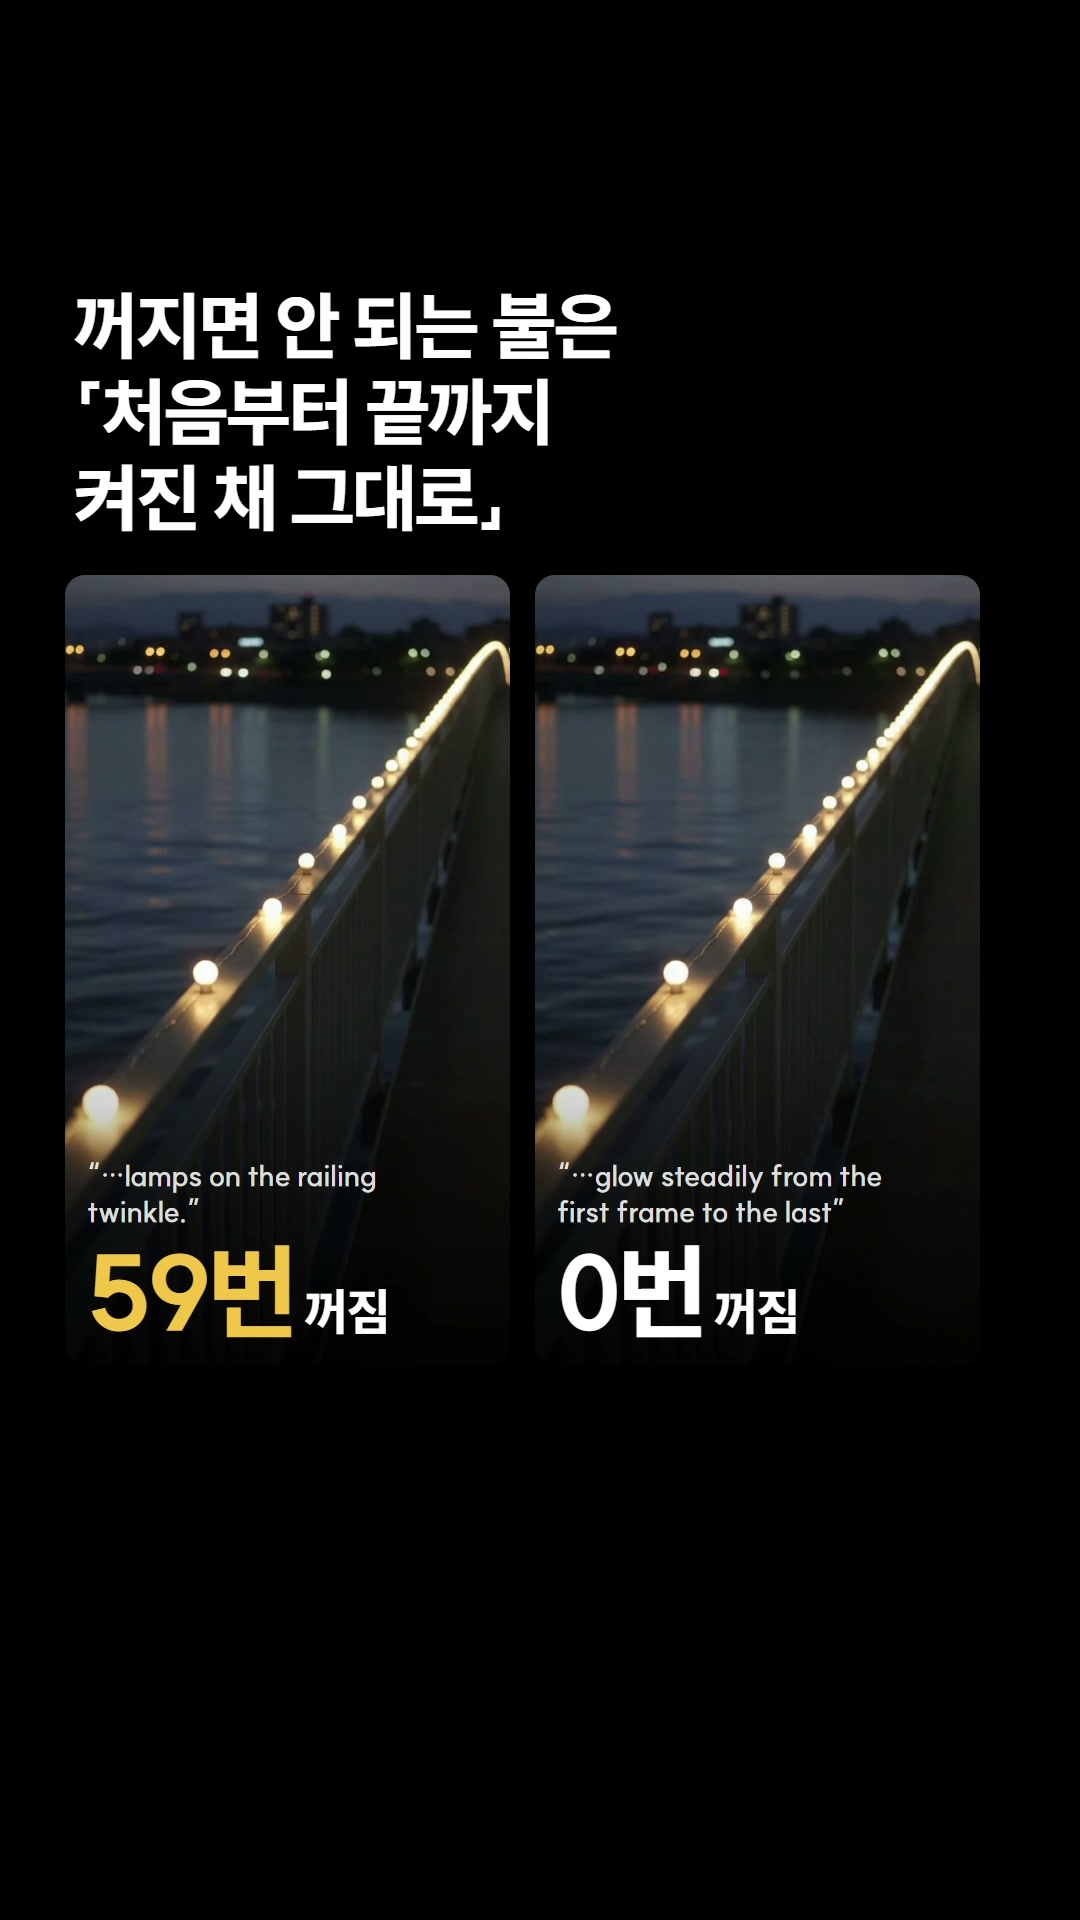 꺼지면 안 되는 불은
「처음부터 끝까지
켜진 채 그대로」
“…lamps on the railing
twinkle.”
59번 꺼짐
“…glow steadily from the
first frame to the last”
0번 꺼짐